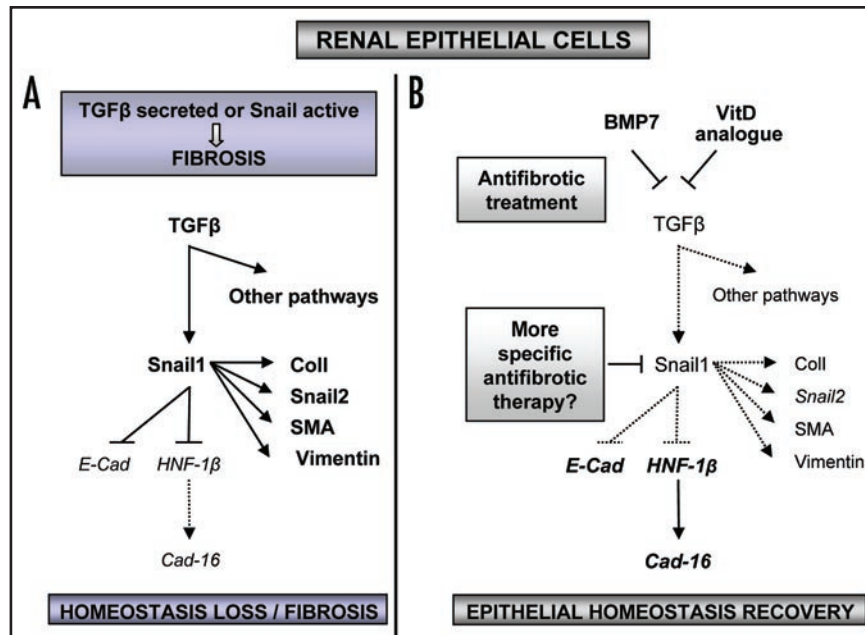 RENAL EPITHELIAL CELLS
A
TGFβ secreted or Snail active
FIBROSIS
TGFβ
Other pathways
Snail1
ColI
Snail2
SMA
Vimentin
E-Cad
HNF-1β
Cad-16
HOMEOSTASIS LOSS / FIBROSIS
B
BMP7
VitD
analogue
Antifibrotic
treatment
TGFβ
Other pathways
More
specific
antifibrotic
therapy?
Snail1
ColI
Snail2
SMA
Vimentin
E-Cad
HNF-1β
Cad-16
EPITHELIAL HOMEOSTASIS RECOVERY